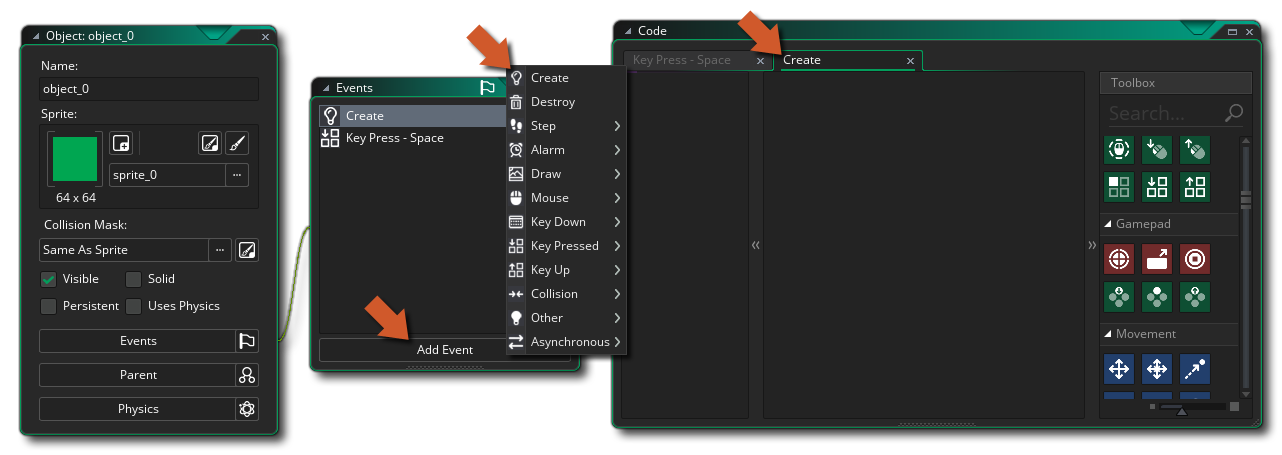 Object: object_0
Name:
object_0
Sprite:
sprite_0
...
64 x 64
Collision Mask:
Same As Sprite
...
Visible
Solid
Persistent
Uses Physics
Events
Parent
Physics
Events
Create
Key Press - Space
Add Event
Create
Destroy
Step
Alarm
Draw
Mouse
Key Down
Key Pressed
Key Up
Collision
Other
Asynchronous
Code
Key Press - Space
Create
Toolbox
Search...
Gamepad
Movement